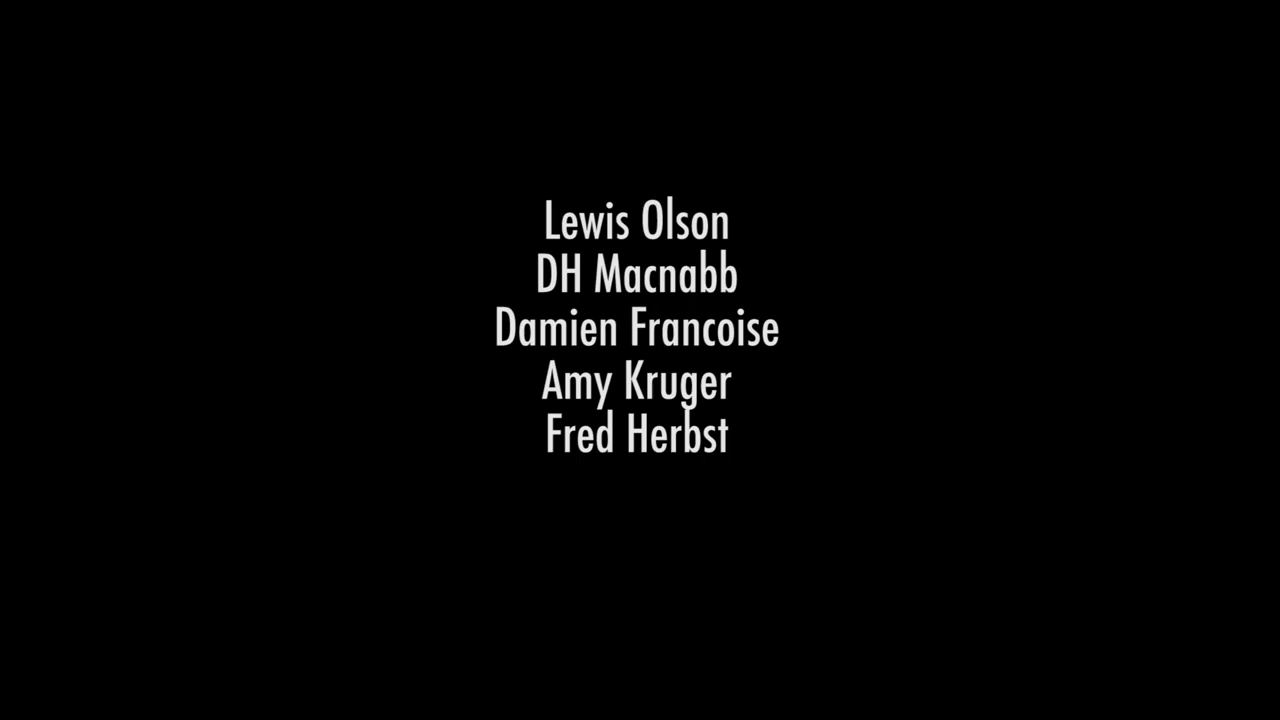 Lewis Olson
DH Macnabb
Damien Francoise
Amy Kruger
Fred Herbst